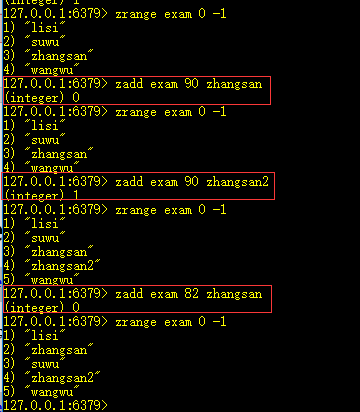 (integer) 1
127.0.0.1:6379> zrange exam 0 -1
1) "lisi"
2) "suwu"
3) "zhangsan"
4) "wangwu"
127.0.0.1:6379> zadd exam 90 zhangsan
(integer) 0
127.0.0.1:6379> zrange exam 0 -1
1) "lisi"
2) "suwu"
3) "zhangsan"
4) "wangwu"
127.0.0.1:6379> zadd exam 90 zhangsan2
(integer) 1
127.0.0.1:6379> zrange exam 0 -1
1) "lisi"
2) "suwu"
3) "zhangsan"
4) "zhangsan2"
5) "wangwu"
127.0.0.1:6379> zadd exam 82 zhangsan
(integer) 0
127.0.0.1:6379> zrange exam 0 -1
1) "lisi"
2) "zhangsan"
3) "suwu"
4) "zhangsan2"
5) "wangwu"
127.0.0.1:6379>